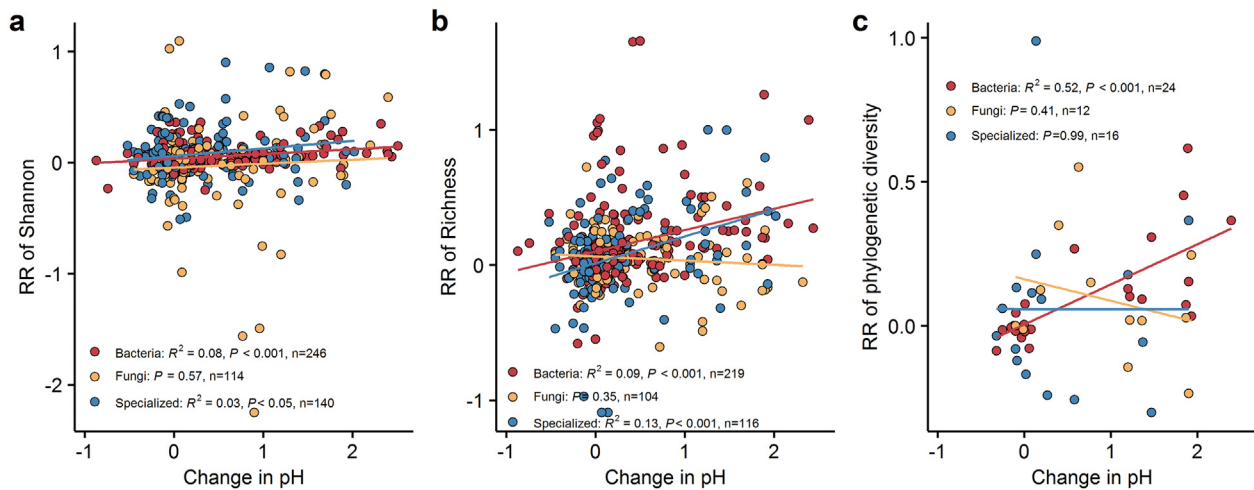 a
RR of Shannon
1
0
-1
-2
Bacteria: R² = 0.08, P < 0.001, n=246
Fungi: P = 0.57, n=114
Specialized: R² = 0.03, P < 0.05, n=140
-1 0 1 2
Change in pH
b
RR of Richness
1
0
-1
Bacteria: R² = 0.09, P < 0.001, n=219
Fungi: P = 0.35, n=104
Specialized: R² = 0.13, P < 0.001, n=116
-1 0 1 2
Change in pH
c
RR of phylogenetic diversity
1.0
0.5
0.0
Bacteria: R² = 0.52, P < 0.001, n=24
Fungi: P = 0.41, n=12
Specialized: P=0.99, n=16
-1 0 1 2
Change in pH